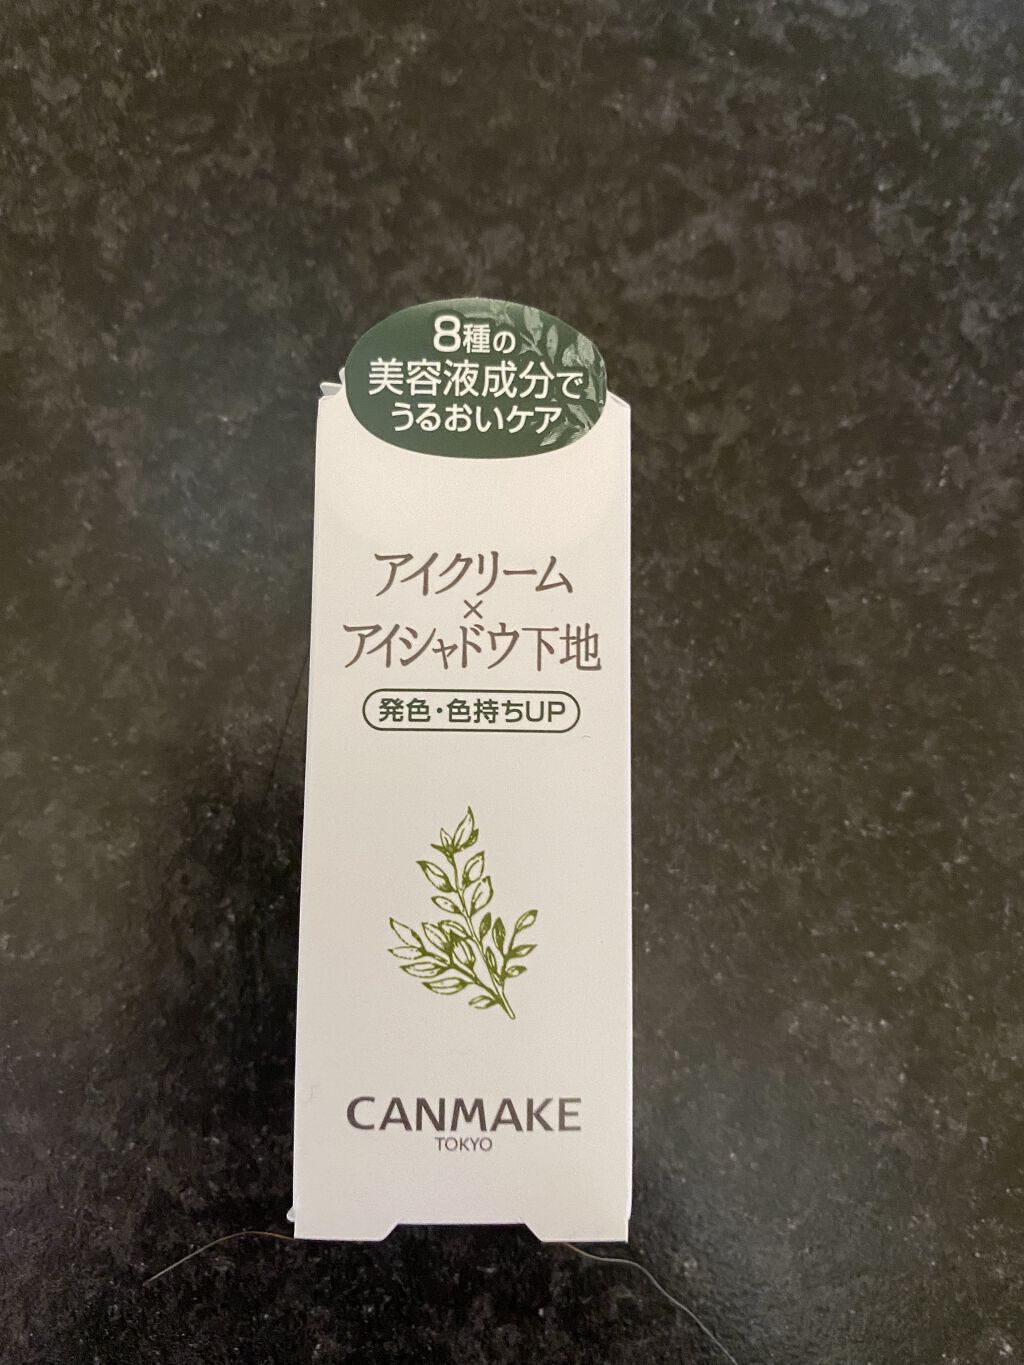 8種の
美容液成分で
うるおいケア
アイクリーム
×
アイシャドウ下地
発色・色持ちUP
CANMAKE
TOKYO